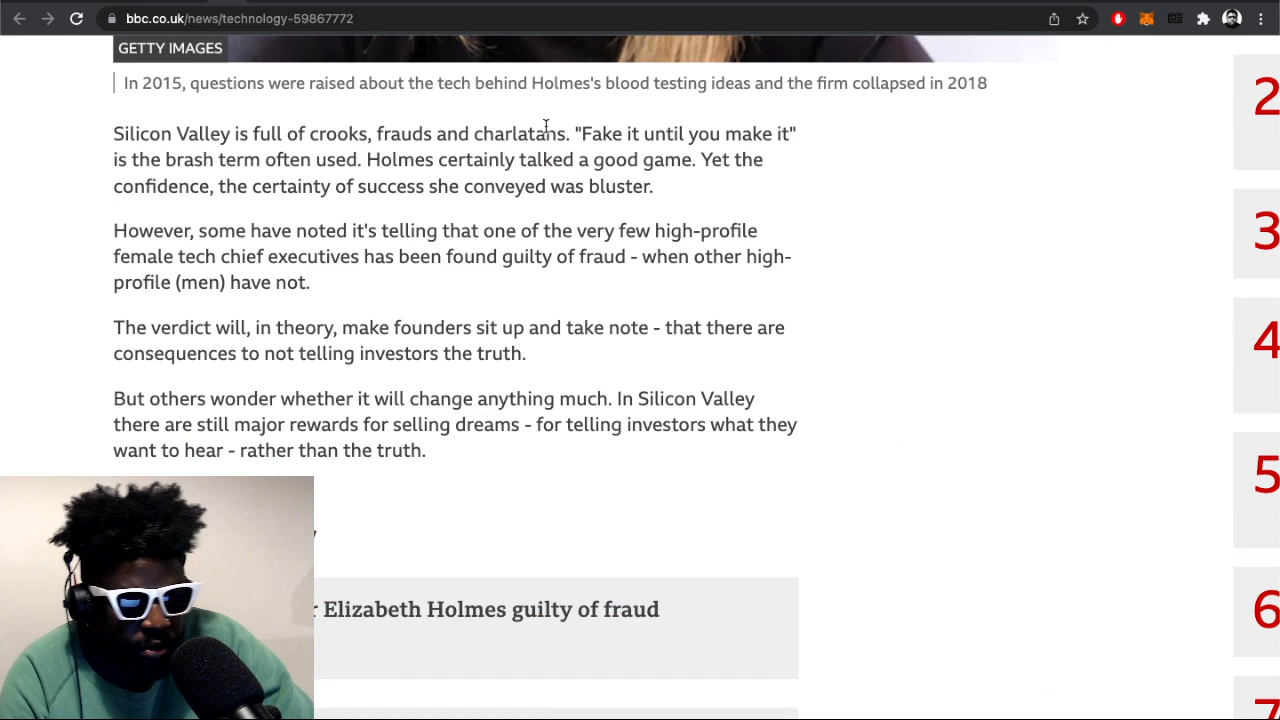 bbc.co.uk/news/technology-59867772
GETTY IMAGES
In 2015, questions were raised about the tech behind Holmes's blood testing ideas and the firm collapsed in 2018
Silicon Valley is full of crooks, frauds and charlatans. "Fake it until you make it"
is the brash term often used. Holmes certainly talked a good game. Yet the
confidence, the certainty of success she conveyed was bluster.
However, some have noted it's telling that one of the very few high-profile
female tech chief executives has been found guilty of fraud - when other high-
profile (men) have not.
The verdict will, in theory, make founders sit up and take note - that there are
consequences to not telling investors the truth.
But others wonder whether it will change anything much. In Silicon Valley
there are still major rewards for selling dreams - for telling investors what they
want to hear - rather than the truth.
Elizabeth Holmes guilty of fraud
2
3
4
5
6
7